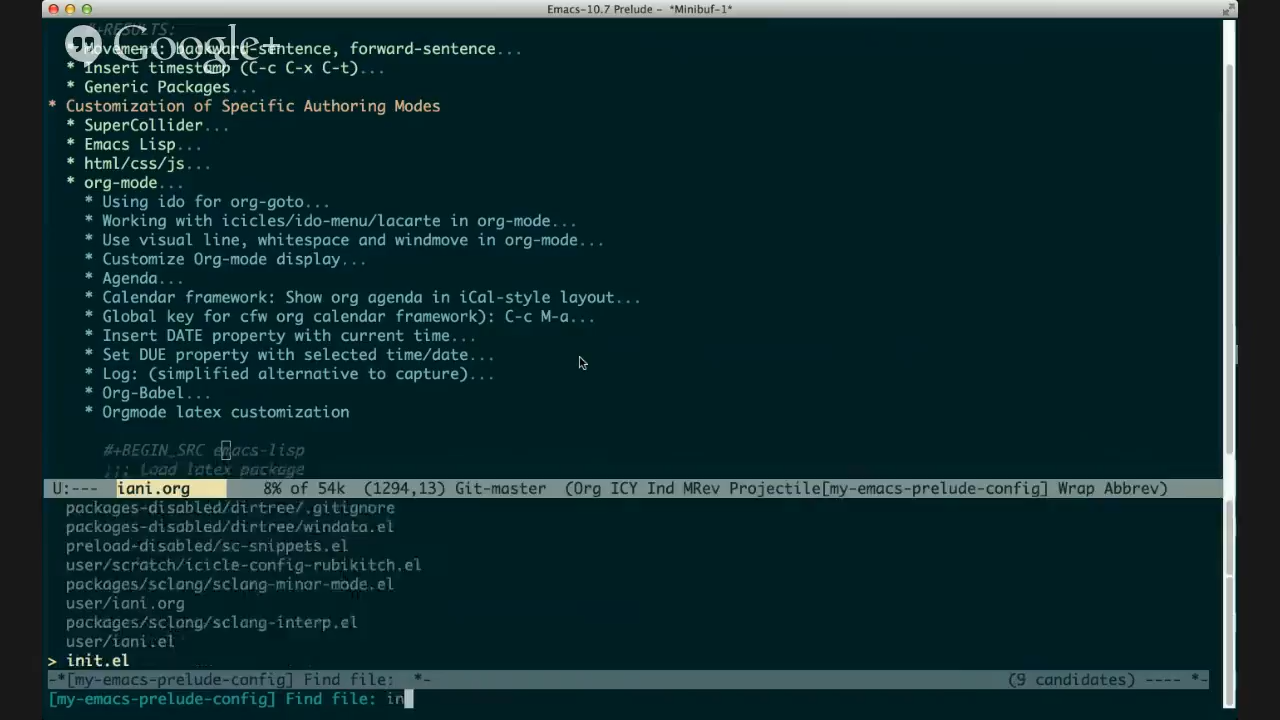 Emacs-10.7 Prelude – *Minibuf-1*
#+RESULTS:
Google+
* Movement: backward-sentence, forward-sentence...
* Insert timestamp (C-c C-x C-t)...
* Generic Packages...
* Customization of Specific Authoring Modes
* SuperCollider...
* Emacs Lisp...
* html/css/js...
* org-mode...
* Using ido for org-goto...
* Working with icicles/ido-menu/lacarte in org-mode...
* Use visual line, whitespace and windmove in org-mode...
* Customize Org-mode display...
* Agenda...
* Calendar framework: Show org agenda in iCal-style layout...
* Global key for cfw org calendar framework): C-c M-a...
* Insert DATE property with current time...
* Set DUE property with selected time/date...
* Log: (simplified alternative to capture)...
* Org-Babel...
* Orgmode latex customization
#+BEGIN_SRC emacs-lisp
;;; Load latex package
U:--- iani.org 8% of 54k (1294,13) Git-master (Org ICY Ind MRev Projectile[my-emacs-prelude-config] Wrap Abbrev)
packages-disabled/dirtree/.gitignore
packages-disabled/dirtree/windata.el
preload-disabled/sc-snippets.el
user/scratch/icicle-config-rubikitch.el
packages/sclang/sclang-minor-mode.el
user/iani.org
packages/sclang/sclang-interp.el
user/iani.el
> init.el
-*[my-emacs-prelude-config] Find file: *- (9 candidates) ---- *-
[my-emacs-prelude-config] Find file: in